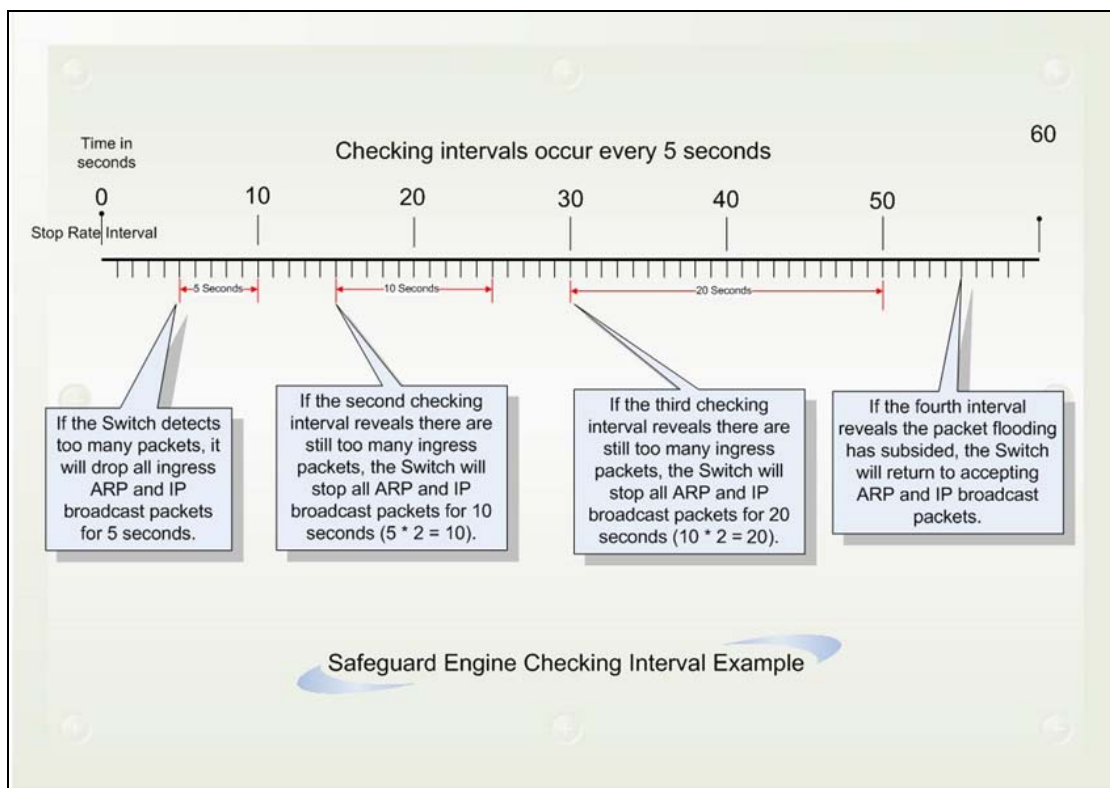 Time in
seconds
Checking intervals occur every 5 seconds
60
0
10
20
30
40
50
Stop Rate Interval
5 Seconds
10 Seconds
20 Seconds
If the Switch detects
too many packets, it
will drop all ingress
ARP and IP
broadcast packets
for 5 seconds.
If the second checking
interval reveals there are
still too many ingress
packets, the Switch will
stop all ARP and IP
broadcast packets for 10
seconds (5 * 2 = 10).
If the third checking
interval reveals there are
still too many ingress
packets, the Switch will
stop all ARP and IP
broadcast packets for 20
seconds (10 * 2 = 20).
If the fourth interval
reveals the packet flooding
has subsided, the Switch
will return to accepting
ARP and IP broadcast
packets.
Safeguard Engine Checking Interval Example